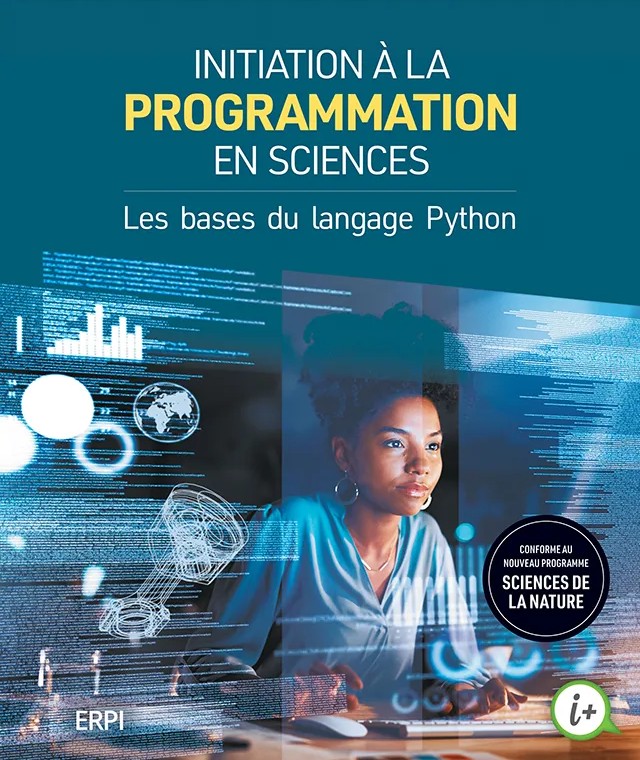 INITIATION À LA
PROGRAMMATION
EN SCIENCES
Les bases du langage Python
CONFORME AU
NOUVEAU PROGRAMME
SCIENCES DE
LA NATURE
ERPI
i+